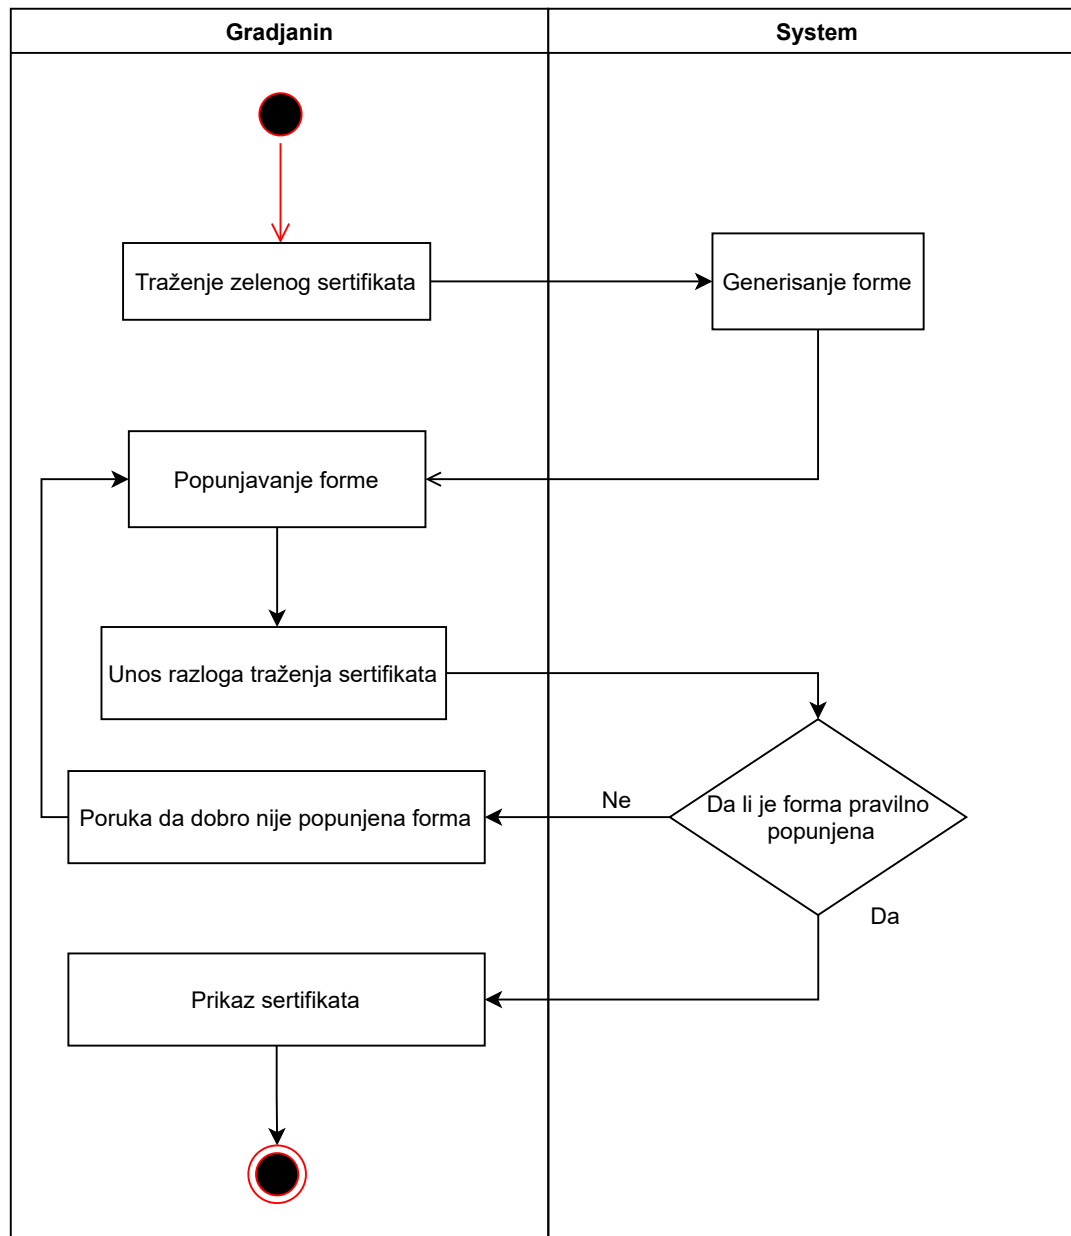 Gradjanin
System
Traženje zelenog sertifikata
Generisanje forme
Popunjavanje forme
Unos razloga traženja sertifikata
Ne
Da li je forma pravilno
popunjena
Poruka da dobro nije popunjena forma
Da
Prikaz sertifikata